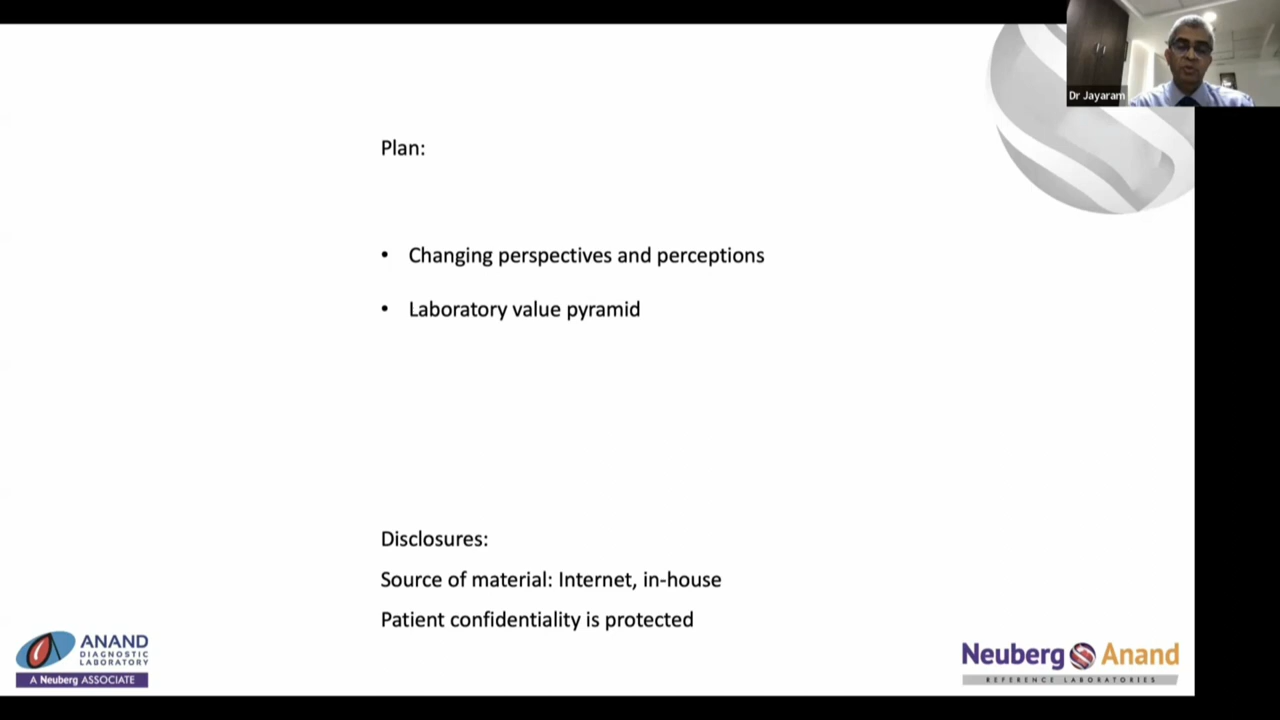 Dr Jayaram
Plan:
• Changing perspectives and perceptions
• Laboratory value pyramid
Disclosures:
Source of material: Internet, in-house
Patient confidentiality is protected
ANAND
DIAGNOSTIC
LABORATORY
A Neuberg ASSOCIATE
Neuberg Anand
REFERENCE LABORATORIES